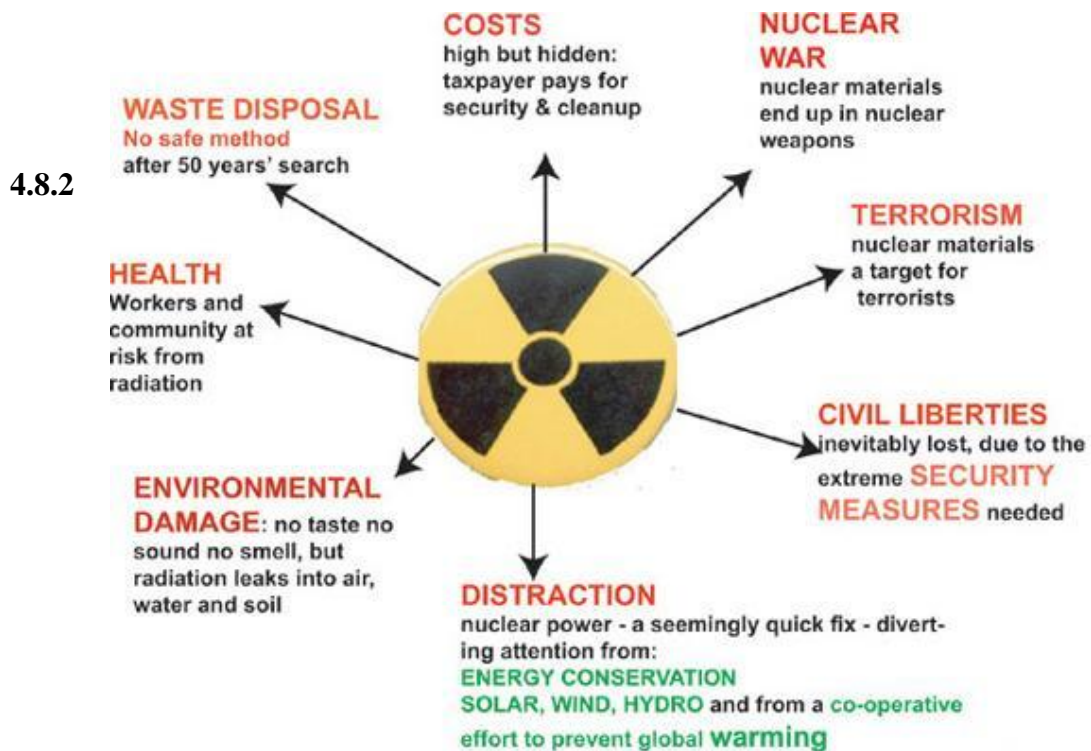 4.8.2
COSTS
high but hidden:
taxpayer pays for
security & cleanup
NUCLEAR
WAR
nuclear materials
end up in nuclear
weapons
WASTE DISPOSAL
No safe method
after 50 years' search
TERRORISM
nuclear materials
a target for
terrorists
HEALTH
Workers and
community at
risk from
radiation
CIVIL LIBERTIES
inevitably lost, due to the
extreme SECURITY
MEASURES needed
ENVIRONMENTAL
DAMAGE: no taste no
sound no smell, but
radiation leaks into air,
water and soil
DISTRACTION
nuclear power - a seemingly quick fix - divert-
ing attention from:
ENERGY CONSERVATION
SOLAR, WIND, HYDRO and from a co-operative
effort to prevent global warming